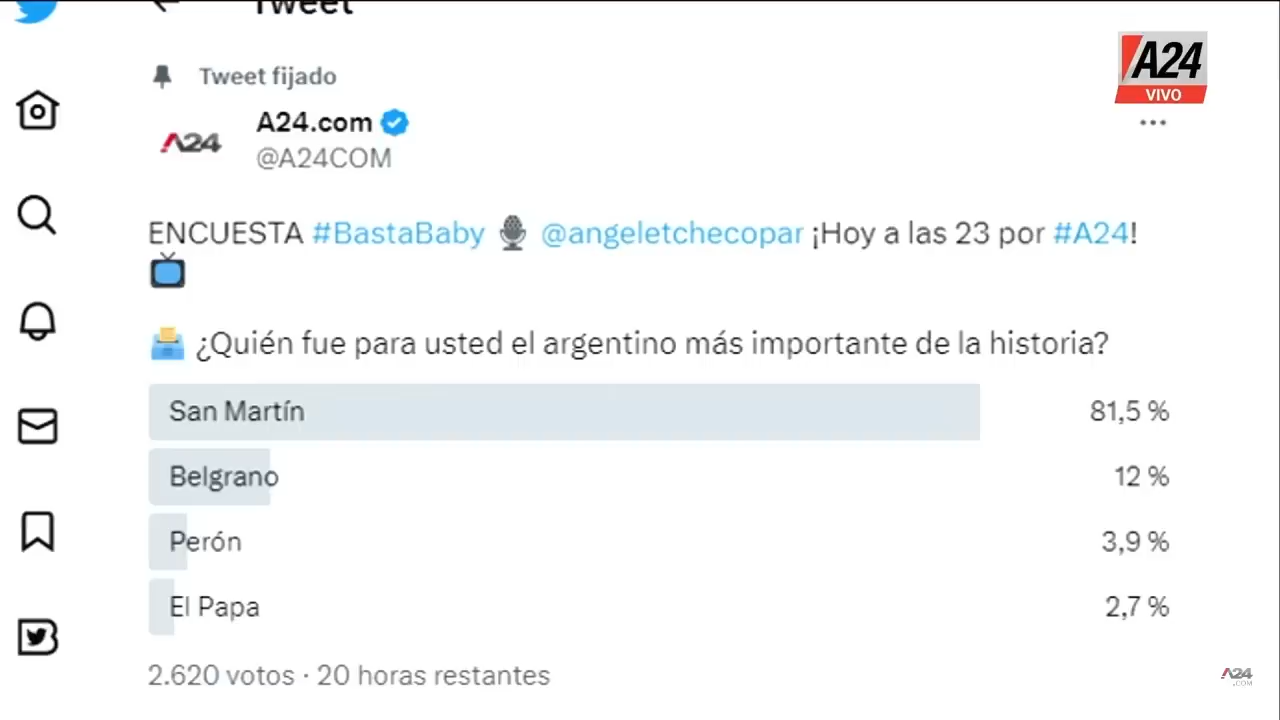 Tweet
Tweet fijado
A24
VIVO
A24.com
A24
@A24COM
ENCUESTA #BastaBaby @angeletchecopar ¡Hoy a las 23 por #A24!
¿Quién fue para usted el argentino más importante de la historia?
San Martín 81,5 %
Belgrano 12 %
Perón 3,9 %
El Papa 2,7 %
2.620 votos · 20 horas restantes
A24
.COM